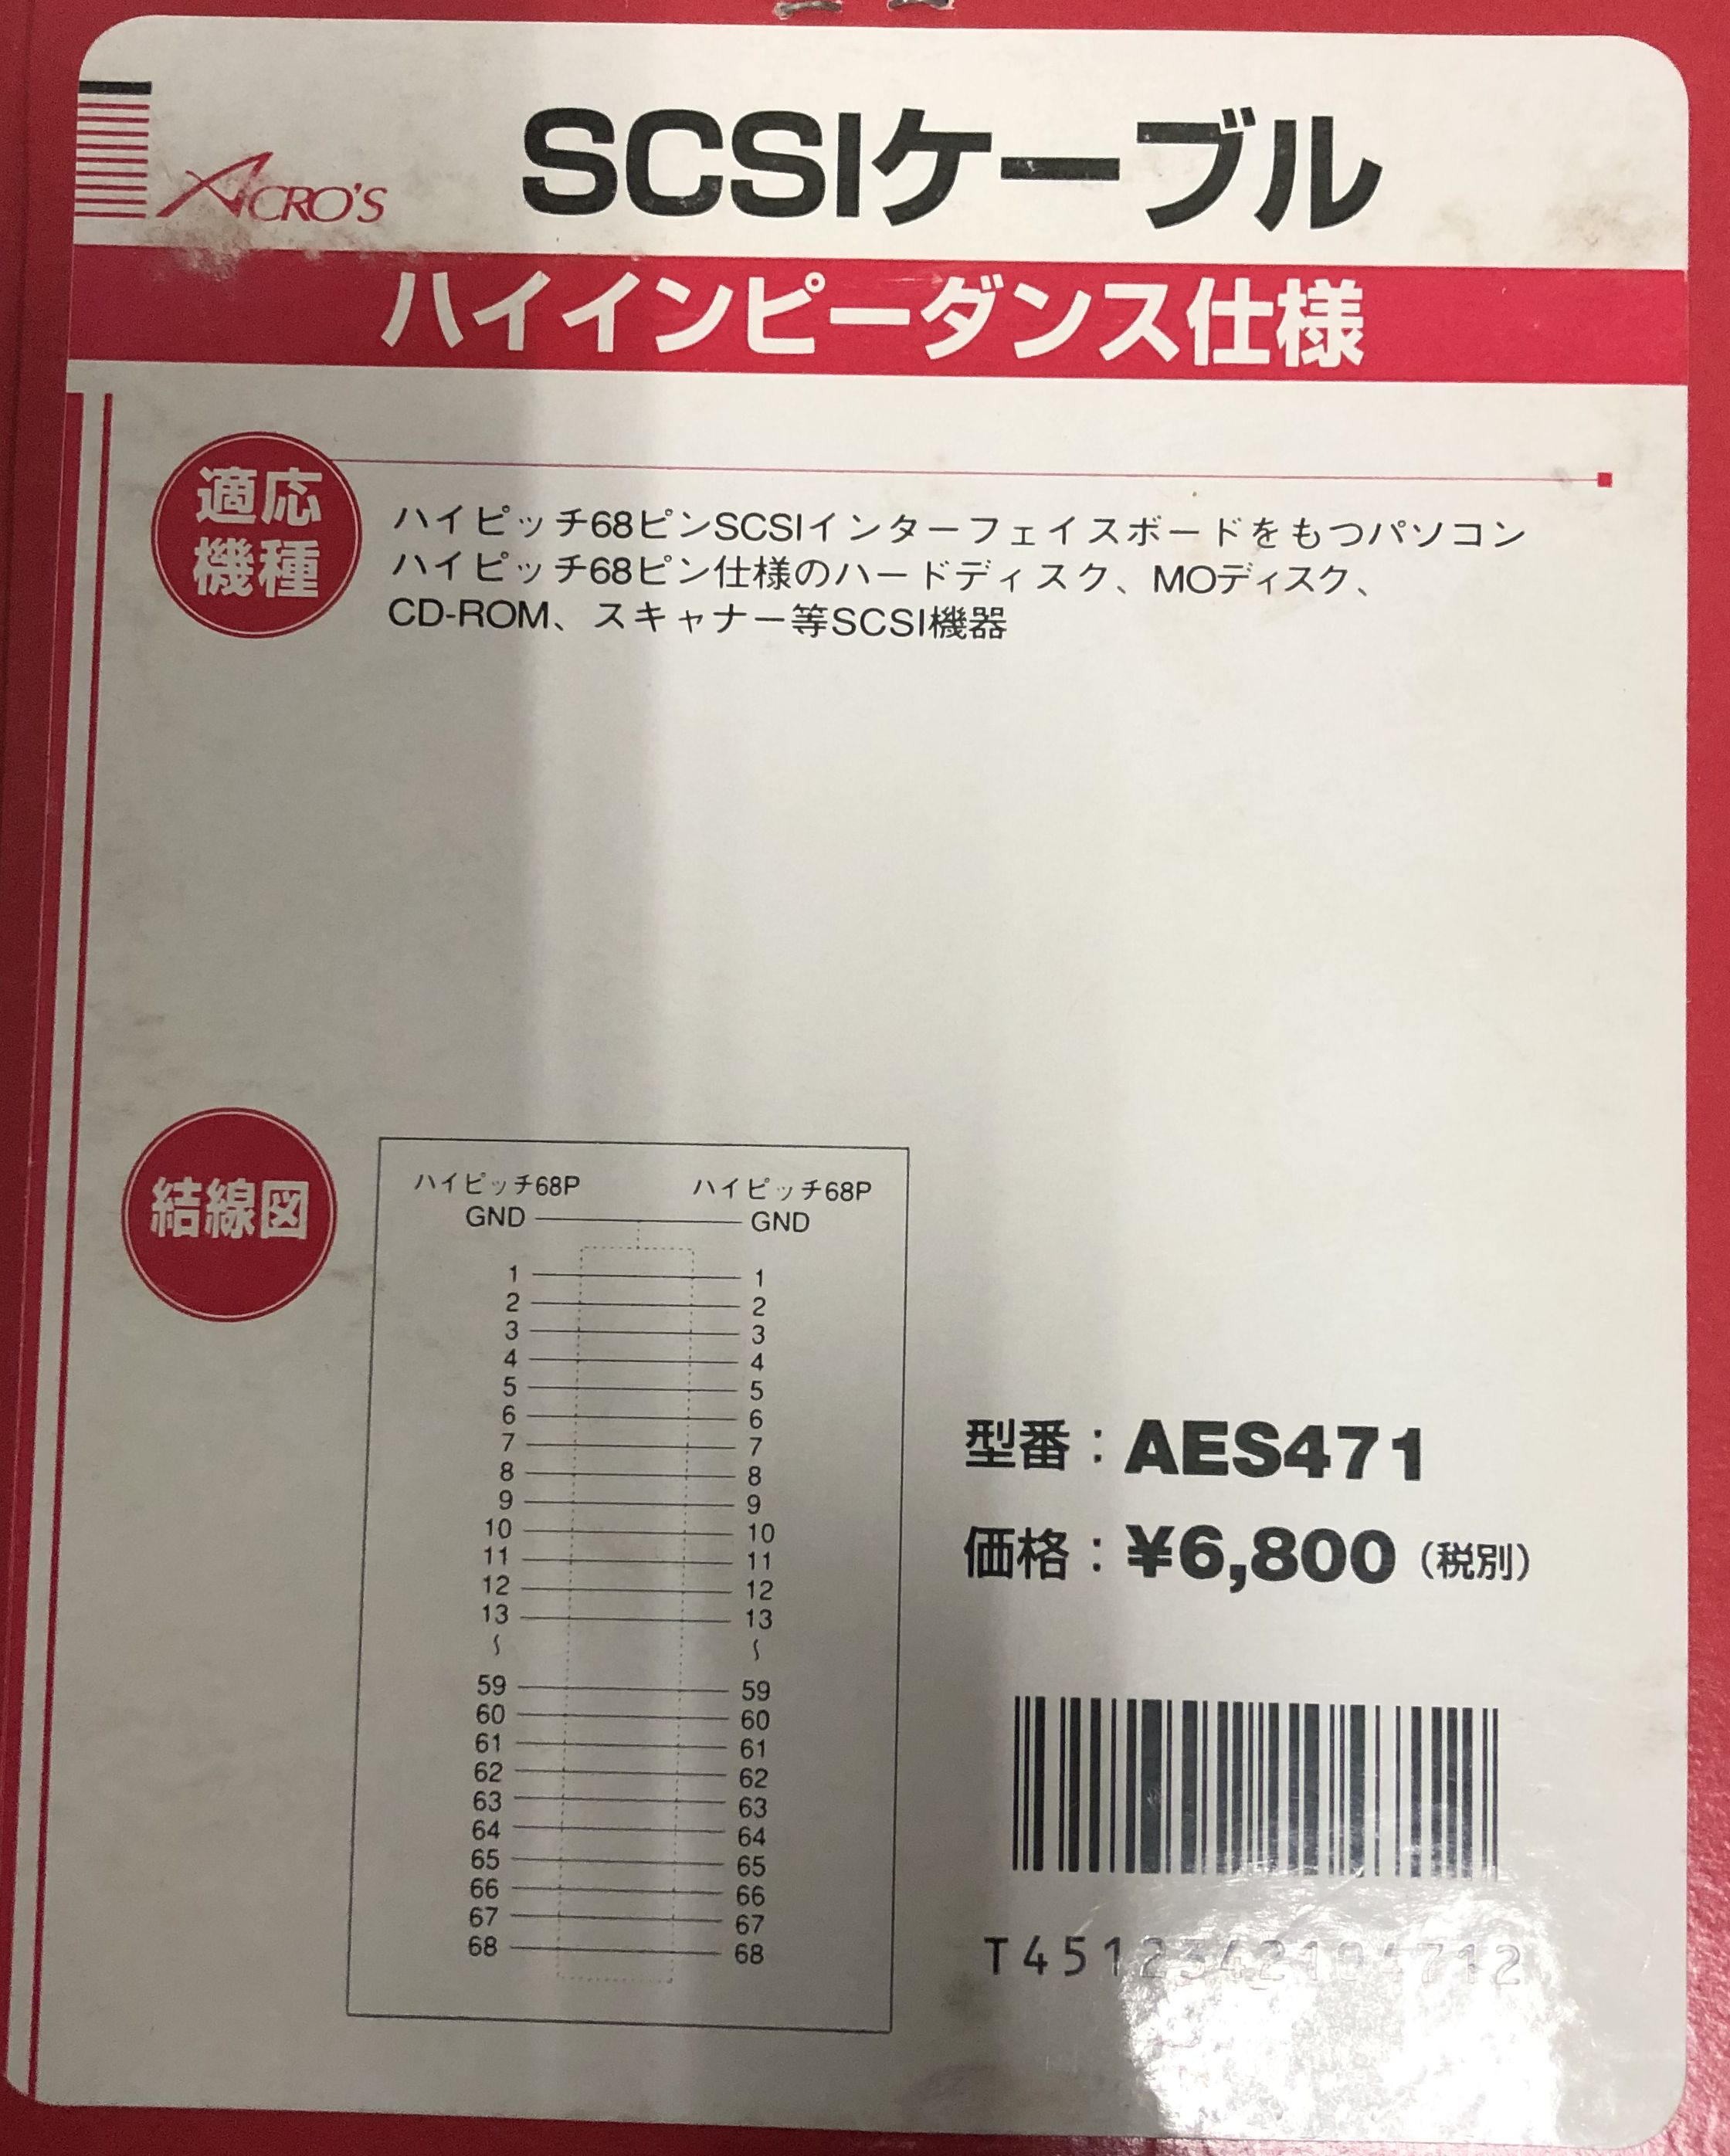 ACRO'S
SCSIケーブル
ハイインピーダンス仕様
適応
機種
ハイピッチ68ピンSCSIインターフェイスボードをもつパソコン
ハイピッチ68ピン仕様のハードディスク、MOディスク、
CD-ROM、スキャナー等SCSI機器
結線図
ハイピッチ68P ハイピッチ68P
GND GND
1 1
2 2
3 3
4 4
5 5
6 6
7 7
8 8
9 9
10 10
11 11
12 12
13 13
〜 〜
59 59
60 60
61 61
62 62
63 63
64 64
65 65
66 66
67 67
68 68
型番：AES471
価格：¥6,800（税別）